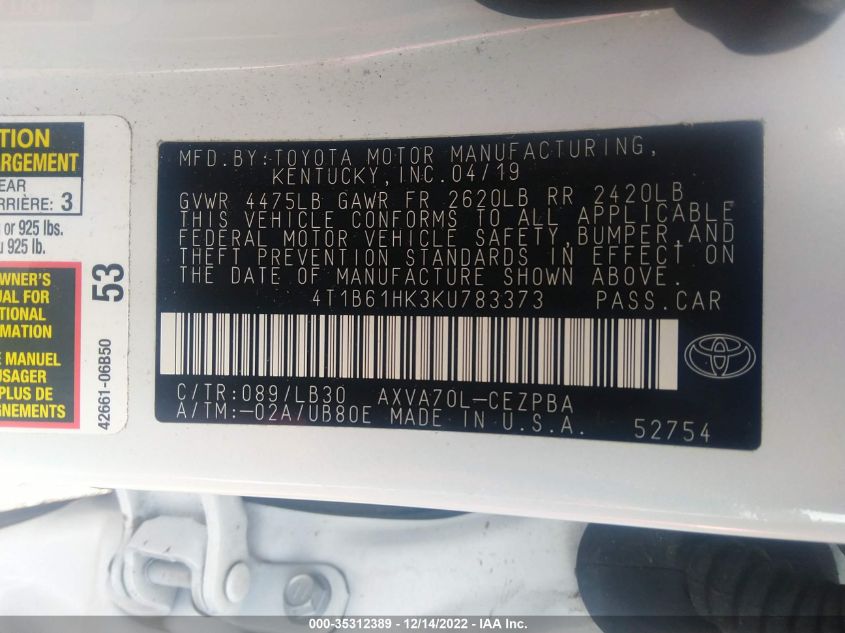 TION
RGEMENT
EAR
RRIÈRE: 3
g or 925 lbs.
u 925 lb.
WNER'S
UAL FOR
TIONAL
RMATION
E MANUEL
USAGER
PLUS DE
IGNEMENTS
53
42661-06B50
MFD. BY: TOYOTA MOTOR MANUFACTURING,
KENTUCKY, INC. 04/19
GVWR 4475LB GAWR FR 2620LB RR 2420LB
THIS VEHICLE CONFORMS TO ALL APPLICABLE
FEDERAL MOTOR VEHICLE SAFETY, BUMPER, AND
THEFT PREVENTION STANDARDS IN EFFECT ON
THE DATE OF MANUFACTURE SHOWN ABOVE.
4T1B61HK3KU783373 PASS. CAR
C/TR: 089/LB30 AXVA70L-CEZPBA
A/TM: -02A/UB80E MADE IN U.S.A. 52754
000-35312389 - 12/14/2022 - IAA Inc.